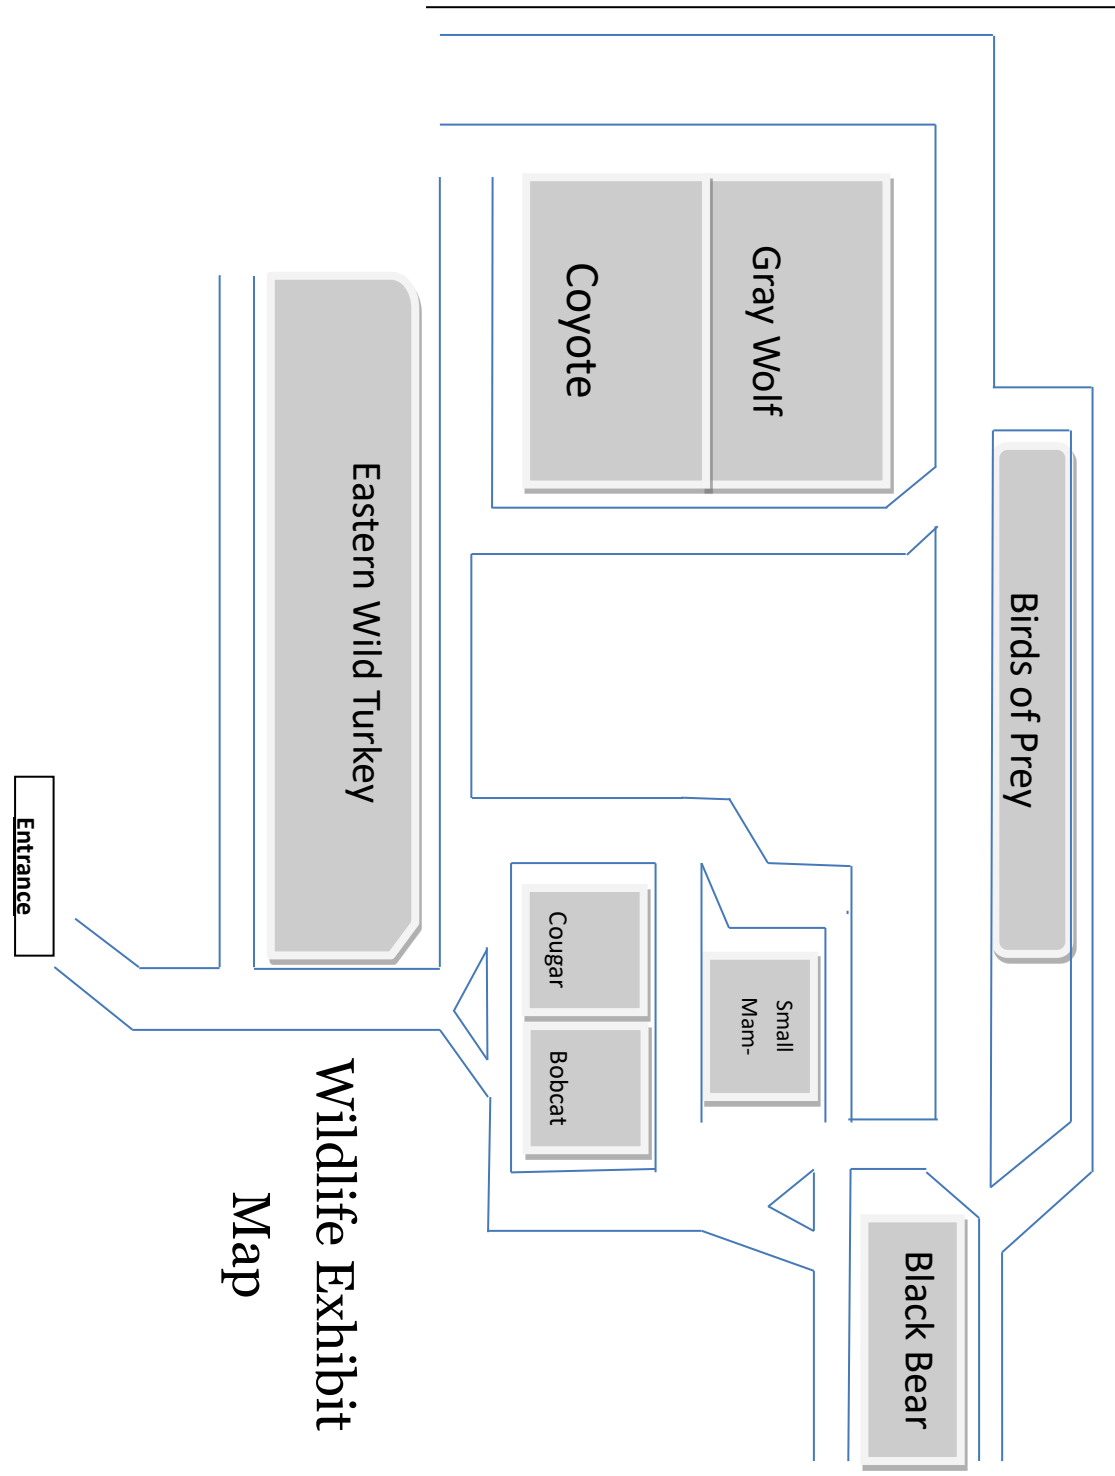 Birds of Prey
Gray Wolf
Black Bear
Coyote
Small
Mam-
Cougar
Bobcat
Eastern Wild Turkey
Wildlife Exhibit
Map
Entrance